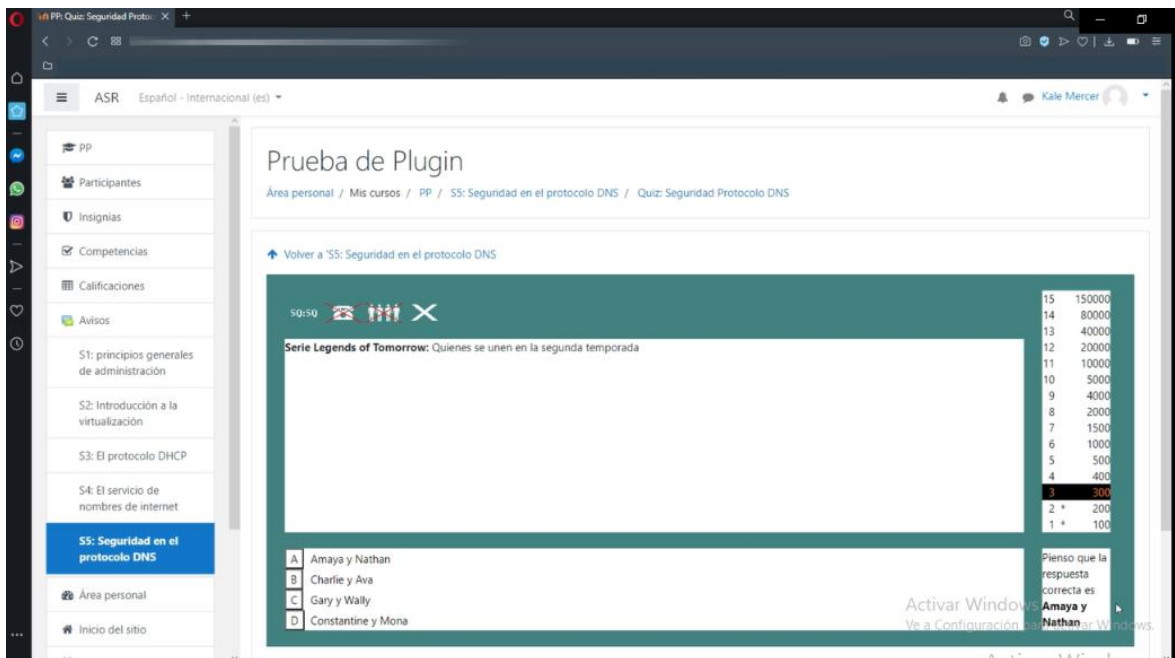 PP: Quiz: Seguridad Proto
ASR Español - Internacional (es)
Kale Mercer
PP
Participantes
Insignias
Competencias
Calificaciones
Avisos
S1: principios generales
de administración
S2: Introducción a la
virtualización
S3: El protocolo DHCP
S4: El servicio de
nombres de internet
S5: Seguridad en el
protocolo DNS
Área personal
Inicio del sitio
Prueba de Plugin
Área personal / Mis cursos / PP / S5: Seguridad en el protocolo DNS / Quiz: Seguridad Protocolo DNS
Volver a 'S5: Seguridad en el protocolo DNS
50:50
Serie Legends of Tomorrow: Quienes se unen en la segunda temporada
15 150000
14 80000
13 40000
12 20000
11 10000
10 5000
9 4000
8 2000
7 1500
6 1000
5 500
4 400
3 300
2 * 200
1 * 100
A Amaya y Nathan
B Charlie y Ava
C Gary y Wally
D Constantine y Mona
Pienso que la
respuesta
correcta es
Amaya y
Nathan
Activar Windows
Ve a Configuración para activar Windows.